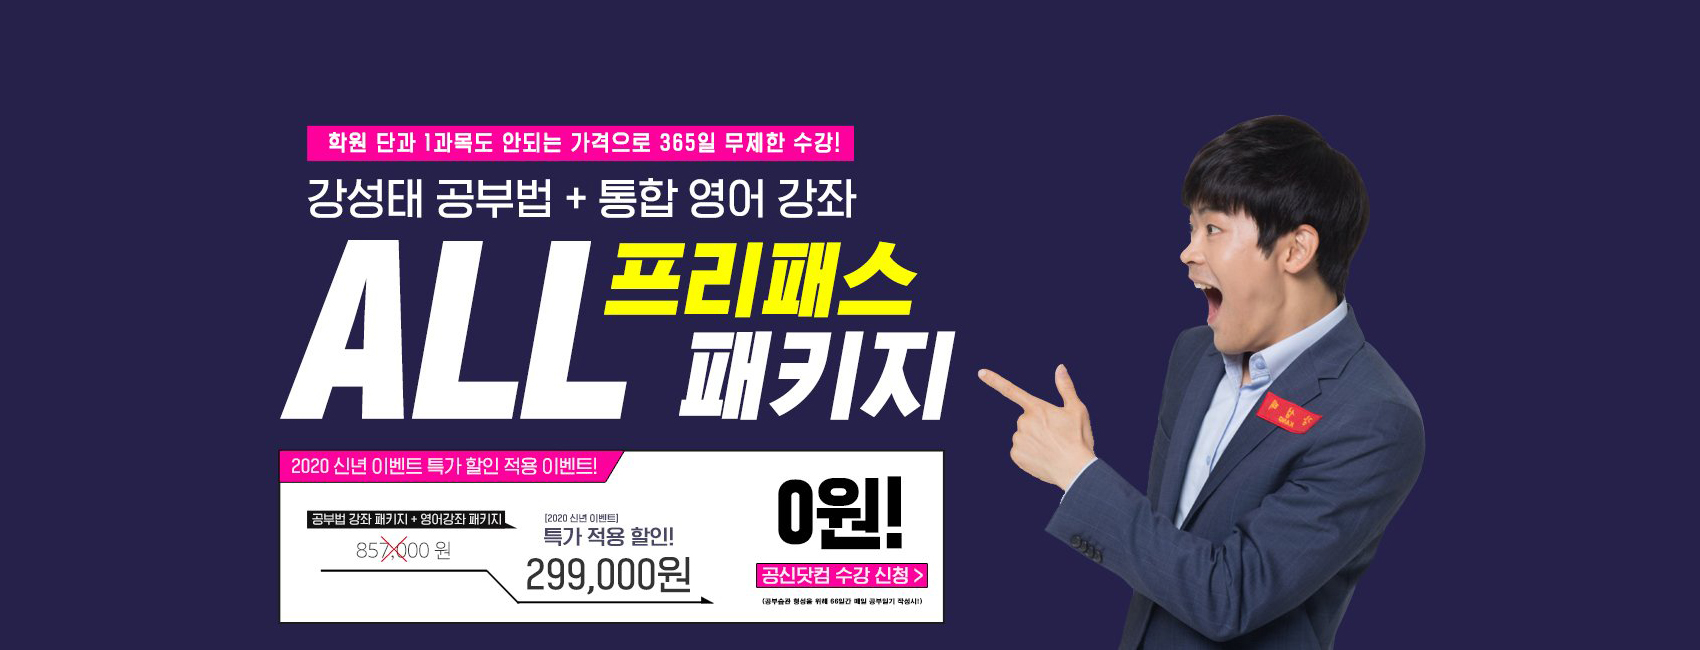 학원 단과 1과목도 안되는 가격으로 365일 무제한 수강!
강성태 공부법 + 통합 영어 강좌
ALL 프리패스
패키지
2020 신년 이벤트 특가 할인 적용 이벤트!
공부법 강좌 패키지 + 영어강좌 패키지
857,000 원
[2020 신년 이벤트]
특가 적용 할인!
299,000원
0원!
공신닷컴 수강 신청 >
(공부습관 형성을 위해 66일간 매일 공부일기 작성시!)